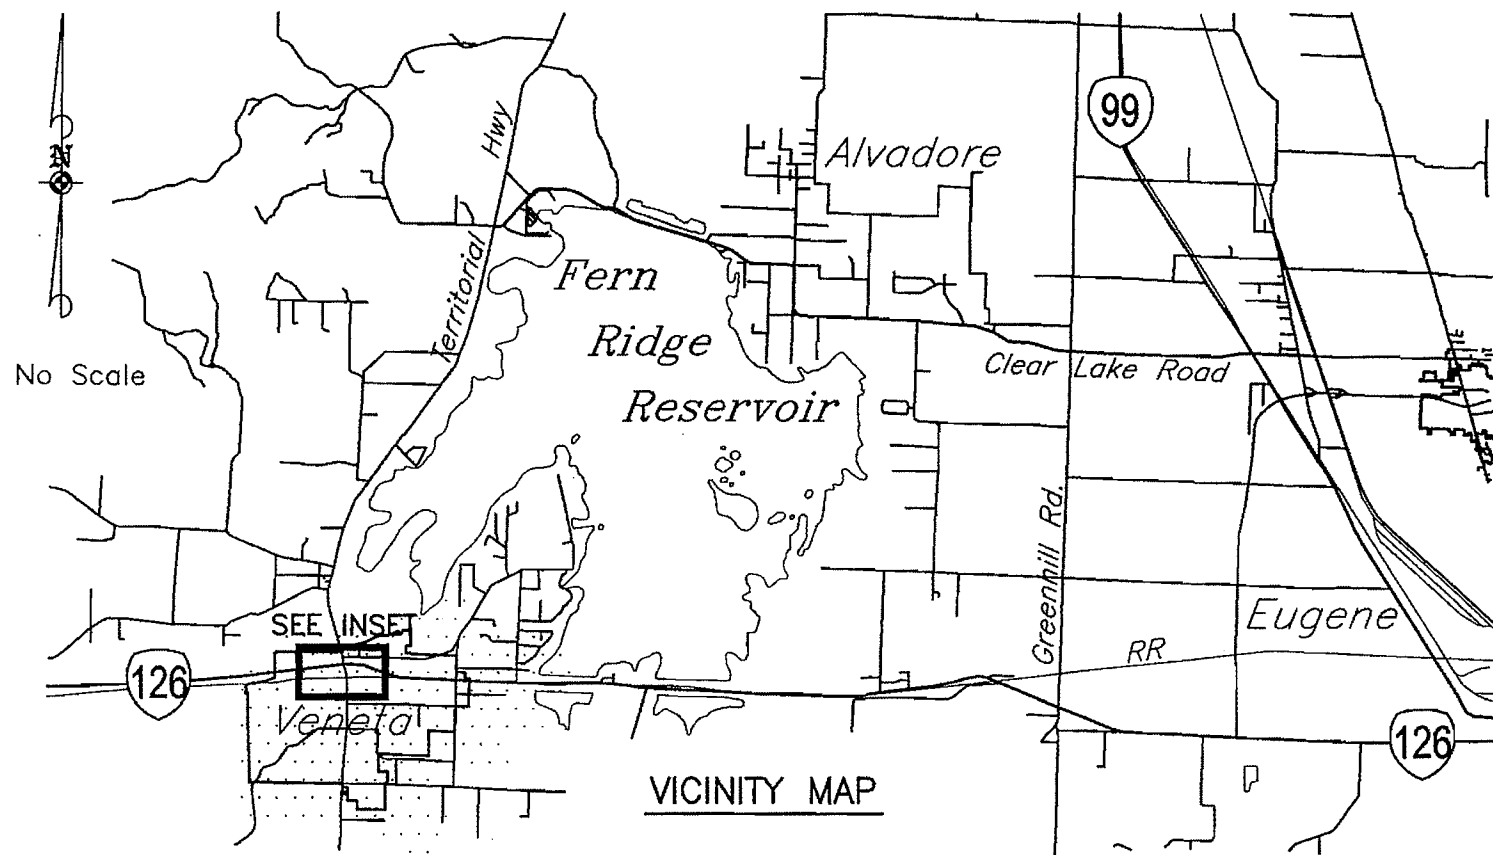 99
Hwy
Alvadore
N
Territorial
Fern
Ridge
Reservoir
No Scale
Clear Lake Road
Greenhill Rd.
SEE INSET
Eugene
RR
126
Veneta
126
VICINITY MAP